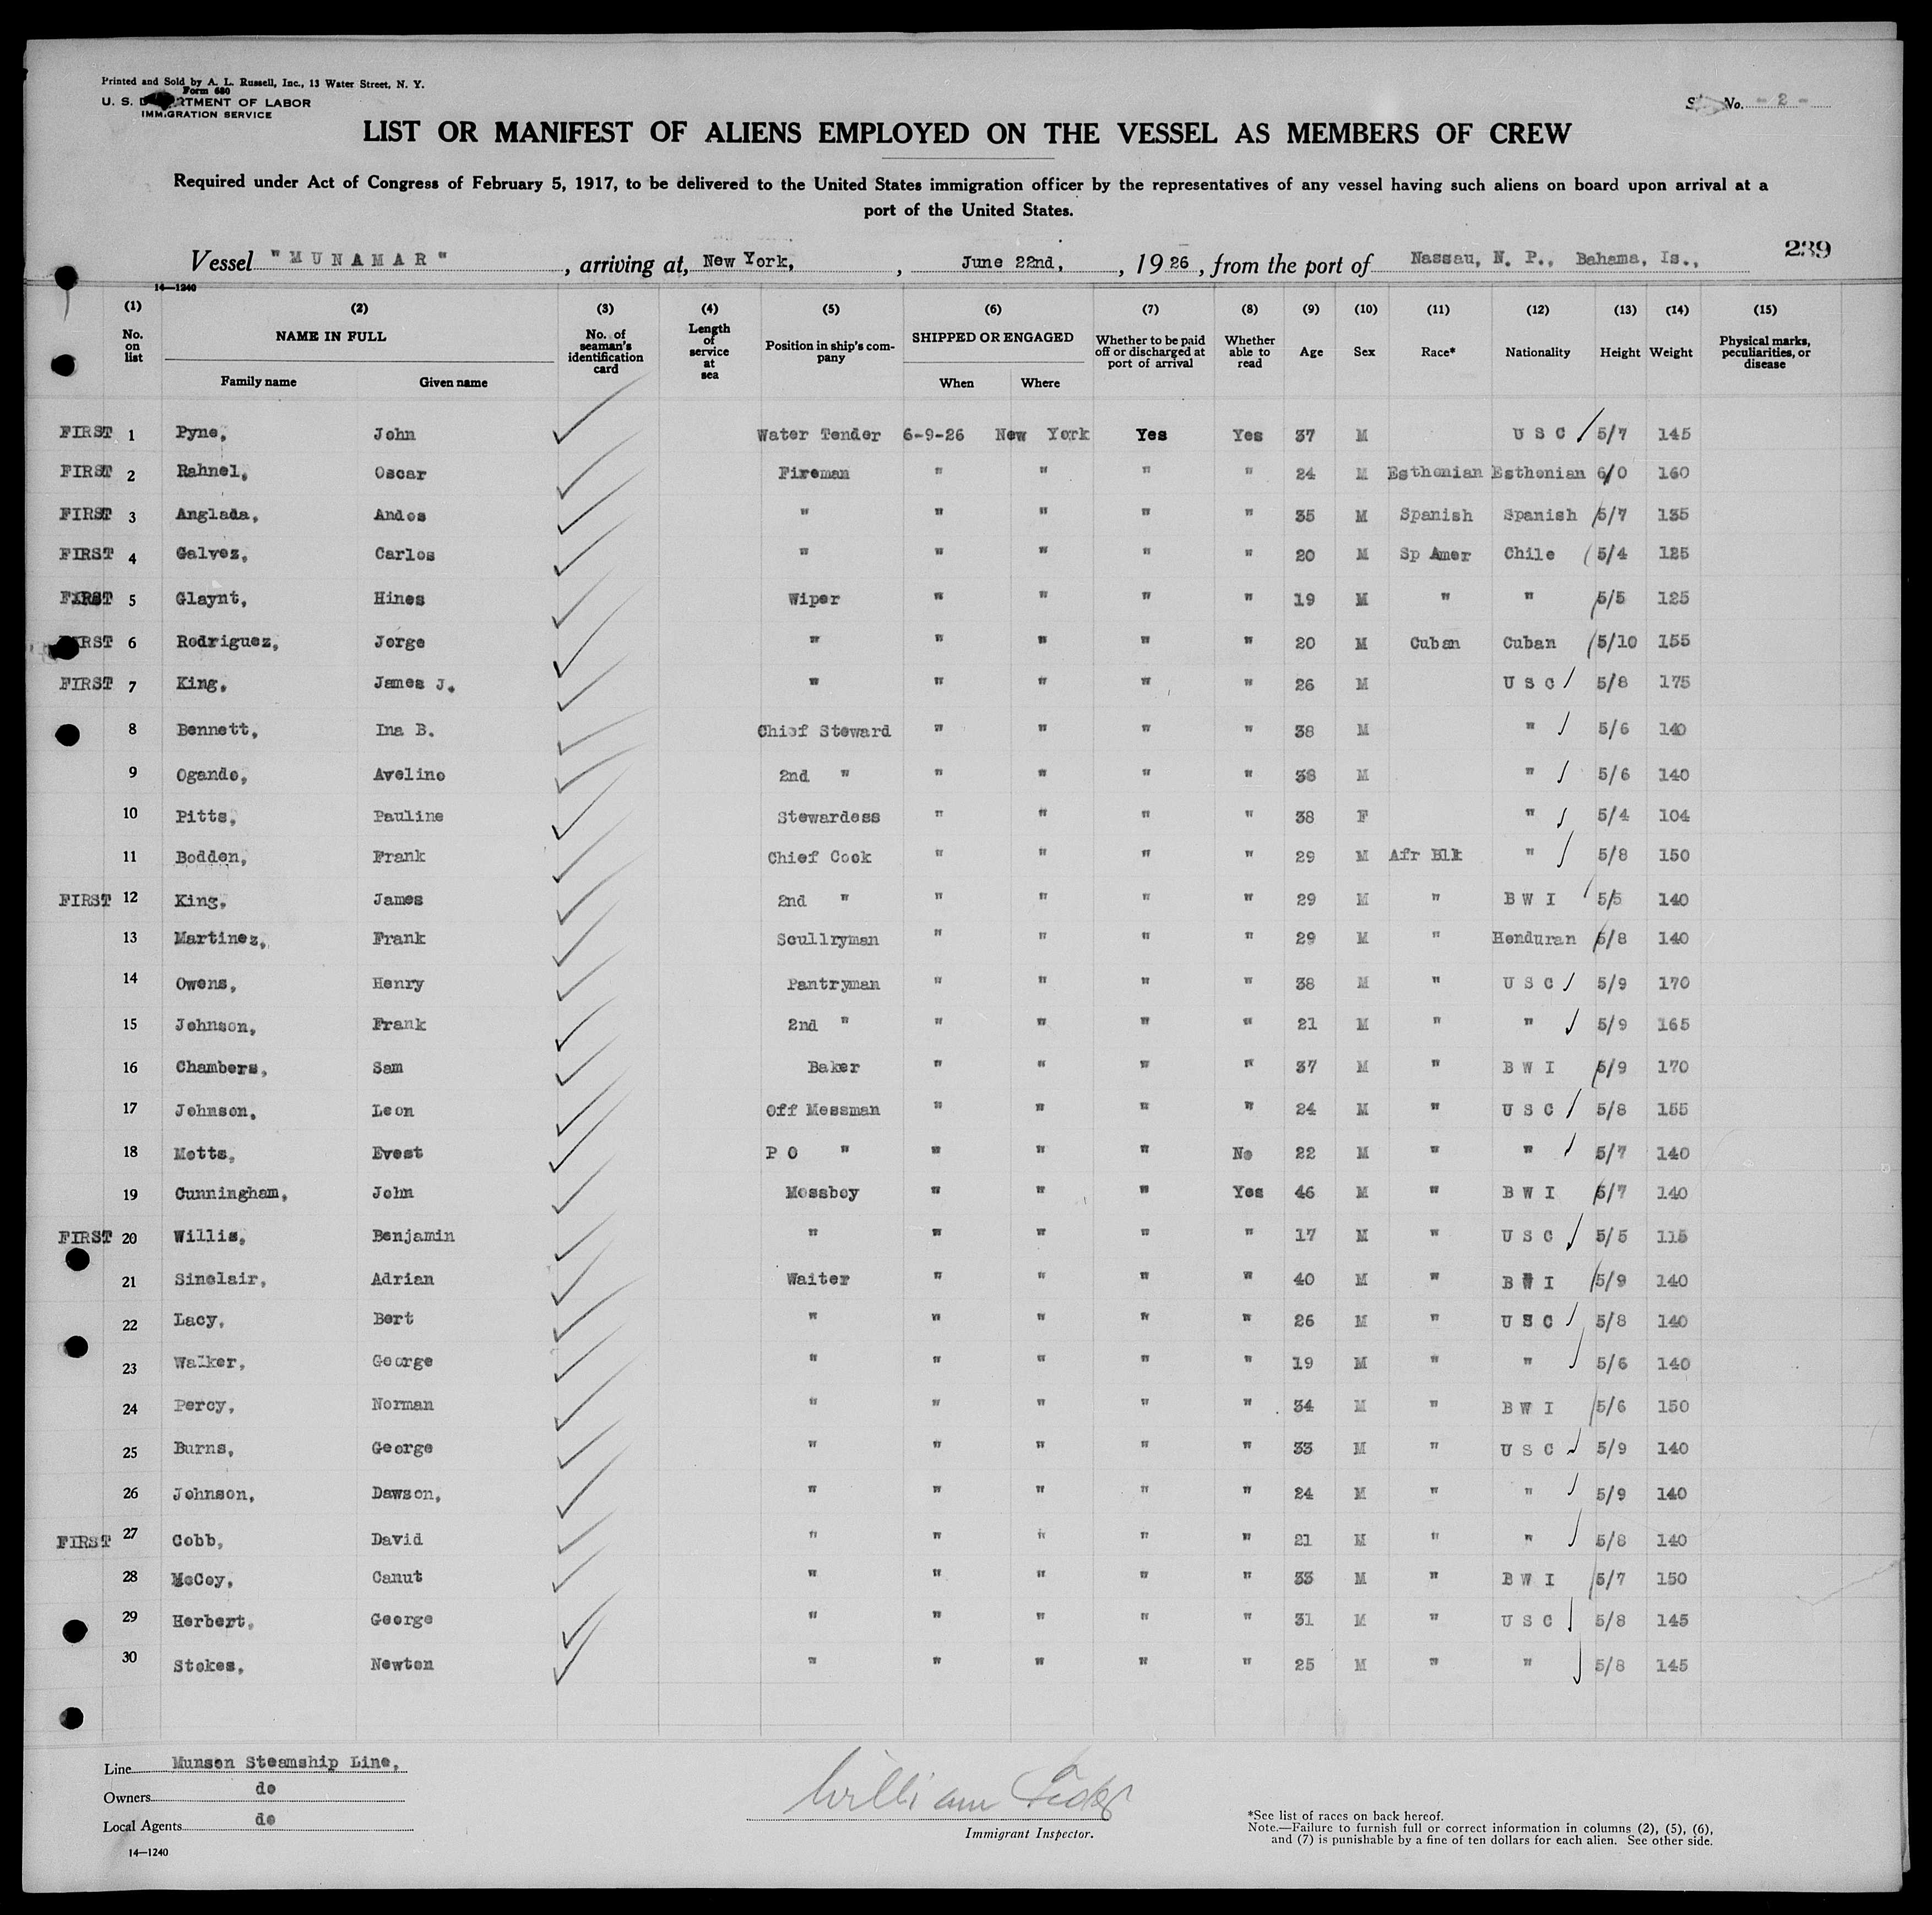 Printed and Sold by A. L. Russell, Inc., 13 Water Street, N. Y.
Form 680
U. S. DEPARTMENT OF LABOR
IMMIGRATION SERVICE
No. - 2 -
LIST OR MANIFEST OF ALIENS EMPLOYED ON THE VESSEL AS MEMBERS OF CREW
Required under Act of Congress of February 5, 1917, to be delivered to the United States immigration officer by the representatives of any vessel having such aliens on board upon arrival at a
port of the United States.
239
Vessel "MUNAMAR", arriving at, New York, , June 22nd, , 1926, from the port of Nassau, N. P., Bahama, Is.,
14—1240
(1) (2) (3) (4) (5) (6) (7) (8) (9) (10) (11) (12) (13) (14) (15)
No. on list NAME IN FULL Family name Given name No. of seaman's identification card Length of service at sea Position in ship's company SHIPPED OR ENGAGED When Where Whether to be paid off or discharged at port of arrival Whether able to read Age Sex Race* Nationality Height Weight Physical marks, peculiarities, or disease
FIRST 1 Pyne, John Water Tender 6-9-26 New York Yes Yes 37 M U S C 5/7 145
FIRST 2 Rahnel, Oscar Fireman " " " " 24 M Esthonian Esthonian 6/0 160
FIRST 3 Anglada, Andes " " " " " 35 M Spanish Spanish 5/7 135
FIRST 4 Galvez, Carlos " " " " " 20 M Sp Amer Chile 5/4 125
FIRST 5 Glaynt, Hines Wiper " " " " 19 M " " 5/5 125
FIRST 6 Rodriguez, Jorge " " " " " 20 M Cuban Cuban 5/10 155
FIRST 7 King, James J. " " " " " 26 M U S C 5/8 175
8 Bennett, Ina B. Chief Steward " " " " 38 M " 5/6 140
9 Ogando, Avelino 2nd " " " " " 38 M " 5/6 140
10 Pitts, Pauline Stewardess " " " " 38 F " 5/4 104
11 Bodden, Frank Chief Cook " " " " 29 M Afr Blk " 5/8 150
FIRST 12 King, James 2nd " " " " " 29 M " B W I 5/5 140
13 Martinez, Frank Scullryman " " " " 29 M " Honduran 5/8 140
14 Owens, Henry Pantryman " " " " 38 M " U S C 5/9 170
15 Johnson, Frank 2nd " " " " " 21 M " " 5/9 165
16 Chambers, Sam Baker " " " " 37 M " B W I 5/9 170
17 Johnson, Leon Off Messman " " " " 24 M " U S C 5/8 155
18 Motts, Evest P O " " " " No 22 M " " 5/7 140
19 Cunningham, John Messboy " " " Yes 46 M " B W I 5/7 140
FIRST 20 Willis, Benjamin " " " " " 17 M " U S C 5/5 115
21 Sinclair, Adrian Waiter " " " " 40 M " B W I 5/9 140
22 Lacy, Bert " " " " " 26 M " U S C 5/8 140
23 Walker, George " " " " " 19 M " " 5/6 140
24 Percy, Norman " " " " " 34 M " B W I 5/6 150
25 Burns, George " " " " " 33 M " U S C 5/9 140
26 Johnson, Dawson, " " " " " 24 M " " 5/9 140
FIRST 27 Cobb, David " " " " " 21 M " " 5/8 140
28 McCoy, Canut " " " " " 33 M " B W I 5/7 150
29 Herbert, George " " " " " 31 M " U S C 5/8 145
30 Stokes, Newton " " " " " 25 M " " 5/8 145
Line Munson Steamship Line,
Owners do
Local Agents do
14—1240
William
Immigrant Inspector.
*See list of races on back hereof.
Note.—Failure to furnish full or correct information in columns (2), (5), (6),
and (7) is punishable by a fine of ten dollars for each alien. See other side.